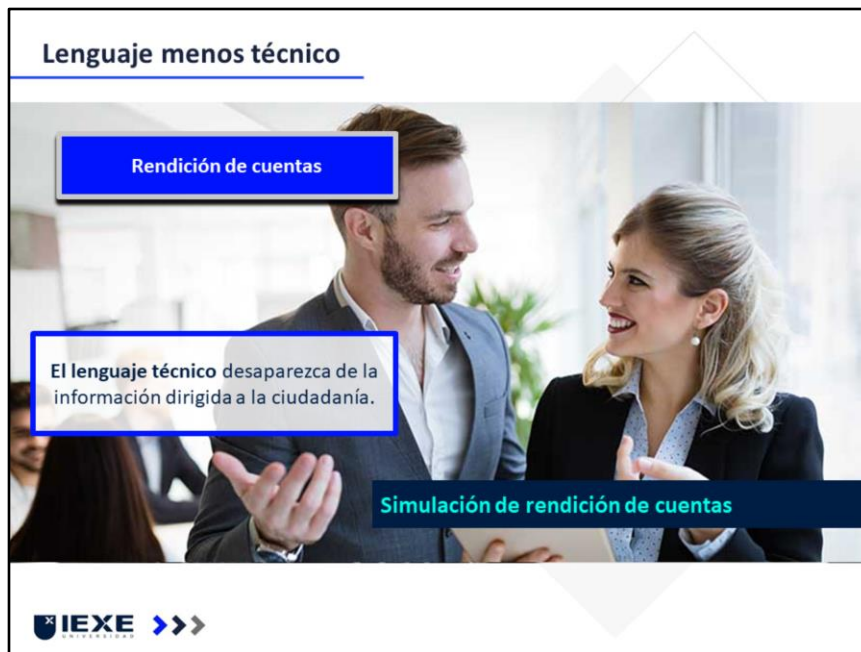 Lenguaje menos técnico
Rendición de cuentas
El lenguaje técnico desaparezca de la
información dirigida a la ciudadanía.
Simulación de rendición de cuentas
IEXE
UNIVERSIDAD